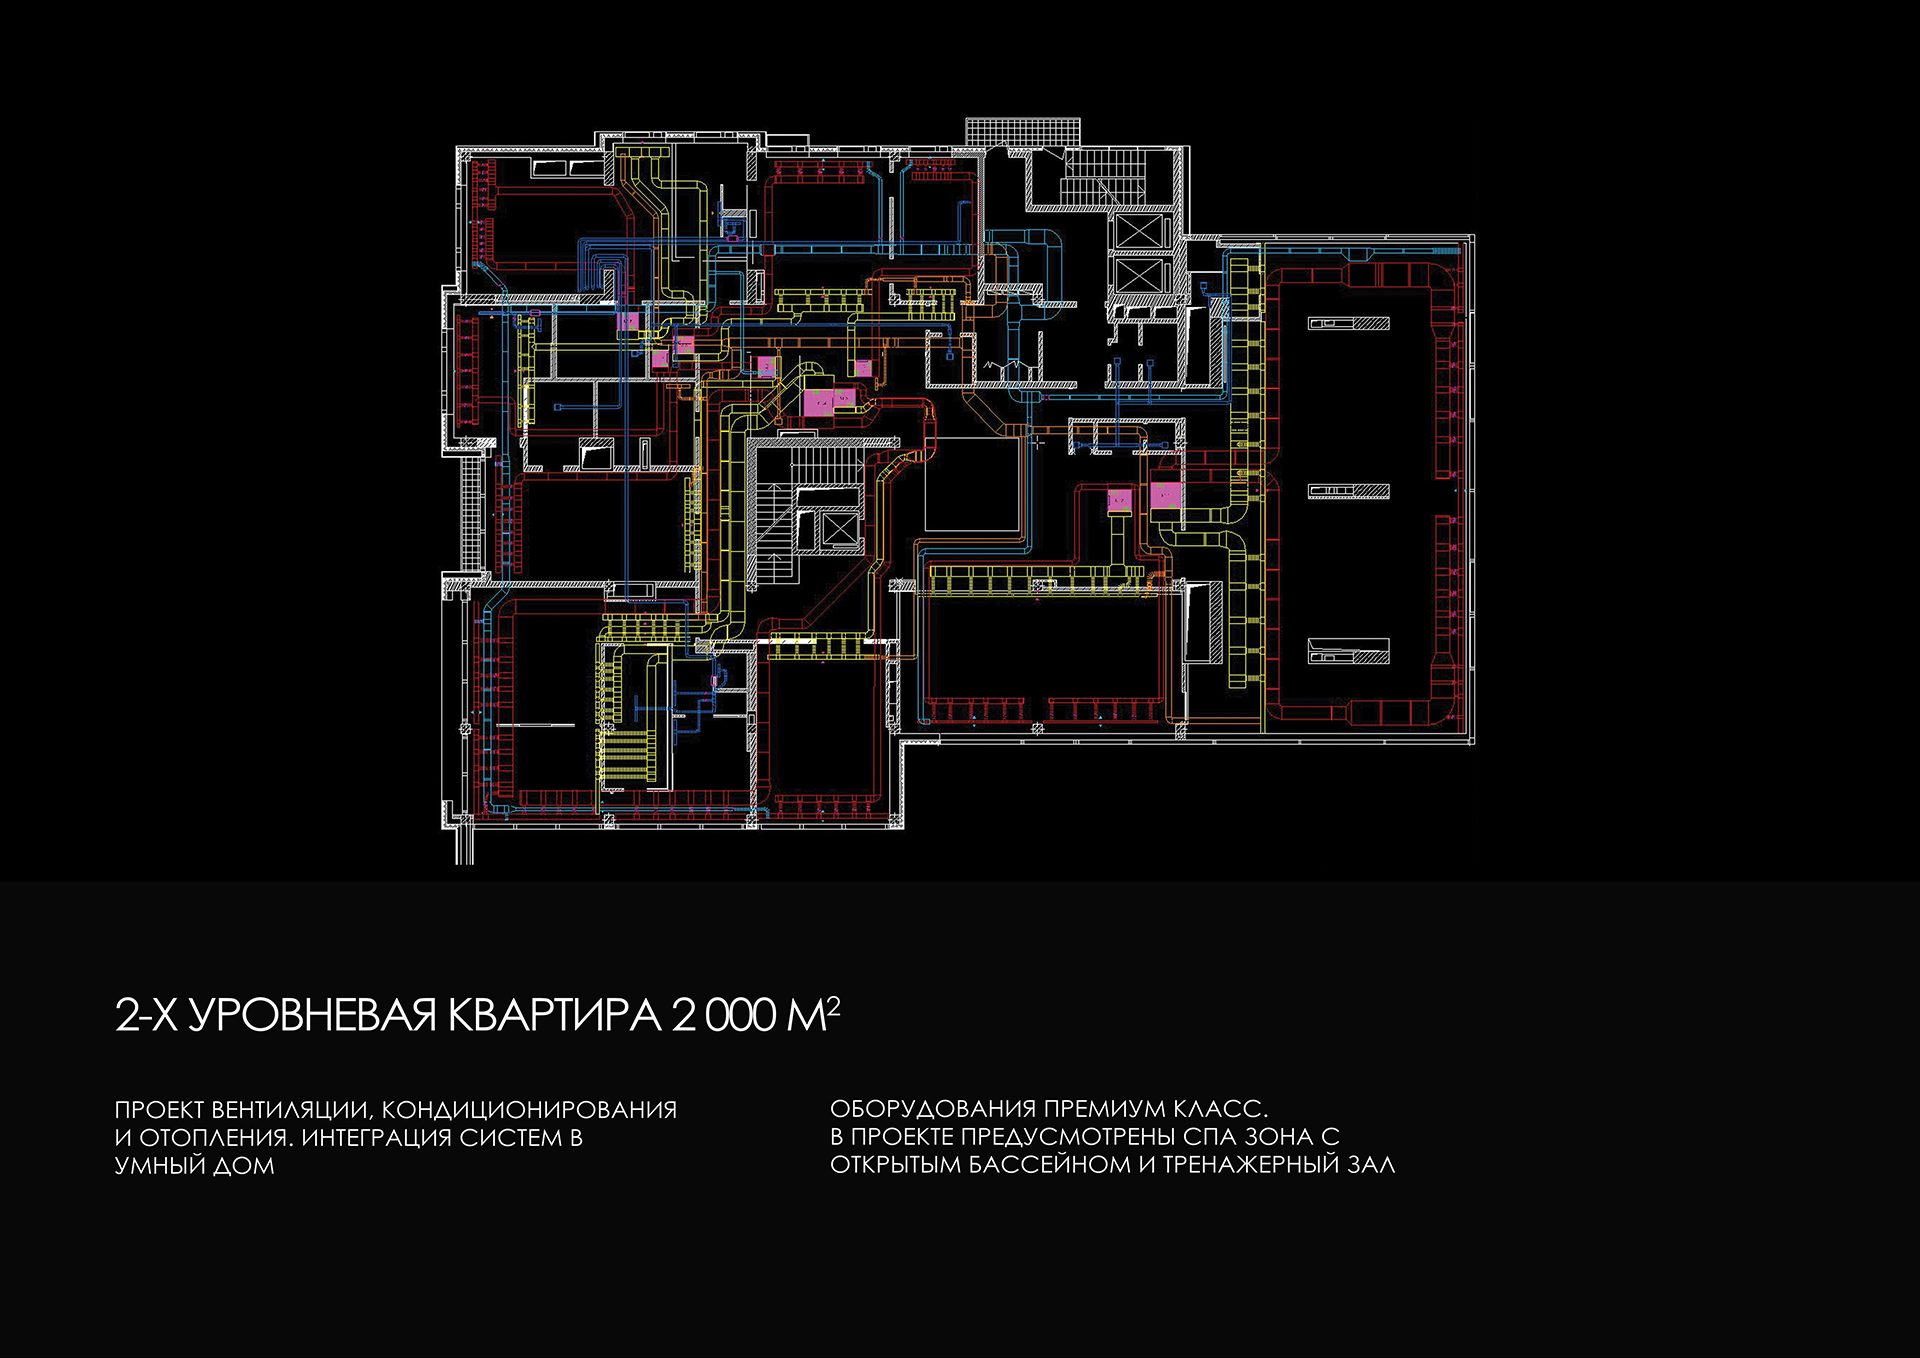 2-Х УРОВНЕВАЯ КВАРТИРА 2 000 М²
ПРОЕКТ ВЕНТИЛЯЦИИ, КОНДИЦИОНИРОВАНИЯ
И ОТОПЛЕНИЯ. ИНТЕГРАЦИЯ СИСТЕМ В
УМНЫЙ ДОМ
ОБОРУДОВАНИЯ ПРЕМИУМ КЛАСС.
В ПРОЕКТЕ ПРЕДУСМОТРЕНЫ СПА ЗОНА С
ОТКРЫТЫМ БАССЕЙНОМ И ТРЕНАЖЕРНЫЙ ЗАЛ